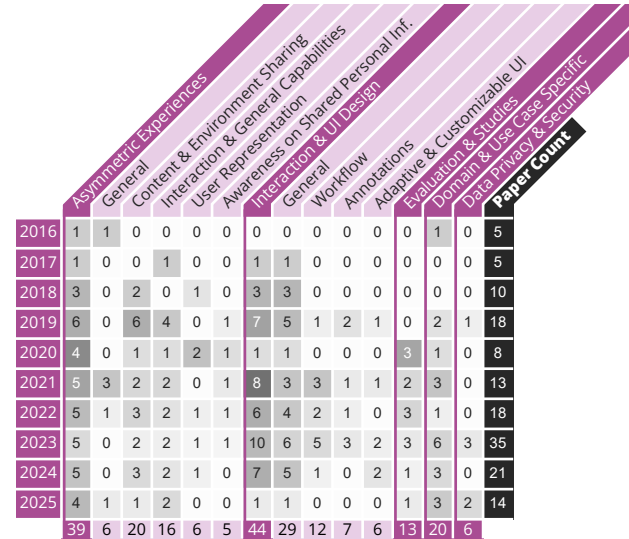 Asymmetric Experiences
General
Content & Environment Sharing
Interaction & General Capabilities
User Representation
Awareness on Shared Personal Inf.
Interaction & UI Design
General
Workflow
Annotations
Adaptive & Customizable UI
Evaluation & Studies
Domain & Use Case Specific
Data Privacy & Security
Paper Count
2016 1 1 0 0 0 0 0 0 0 0 0 0 1 0 5
2017 1 0 0 1 0 0 1 1 0 0 0 0 0 0 5
2018 3 0 2 0 1 0 3 3 0 0 0 0 0 0 10
2019 6 0 6 4 0 1 7 5 1 2 1 0 2 1 18
2020 4 0 1 1 2 1 1 1 0 0 0 3 1 0 8
2021 5 3 2 2 0 1 8 3 3 1 1 2 3 0 13
2022 5 1 3 2 1 1 6 4 2 1 0 3 1 0 18
2023 5 0 2 2 1 1 10 6 5 3 2 3 6 3 35
2024 5 0 3 2 1 0 7 5 1 0 2 1 3 0 21
2025 4 1 1 2 0 0 1 1 0 0 0 1 3 2 14
39 6 20 16 6 5 44 29 12 7 6 13 20 6